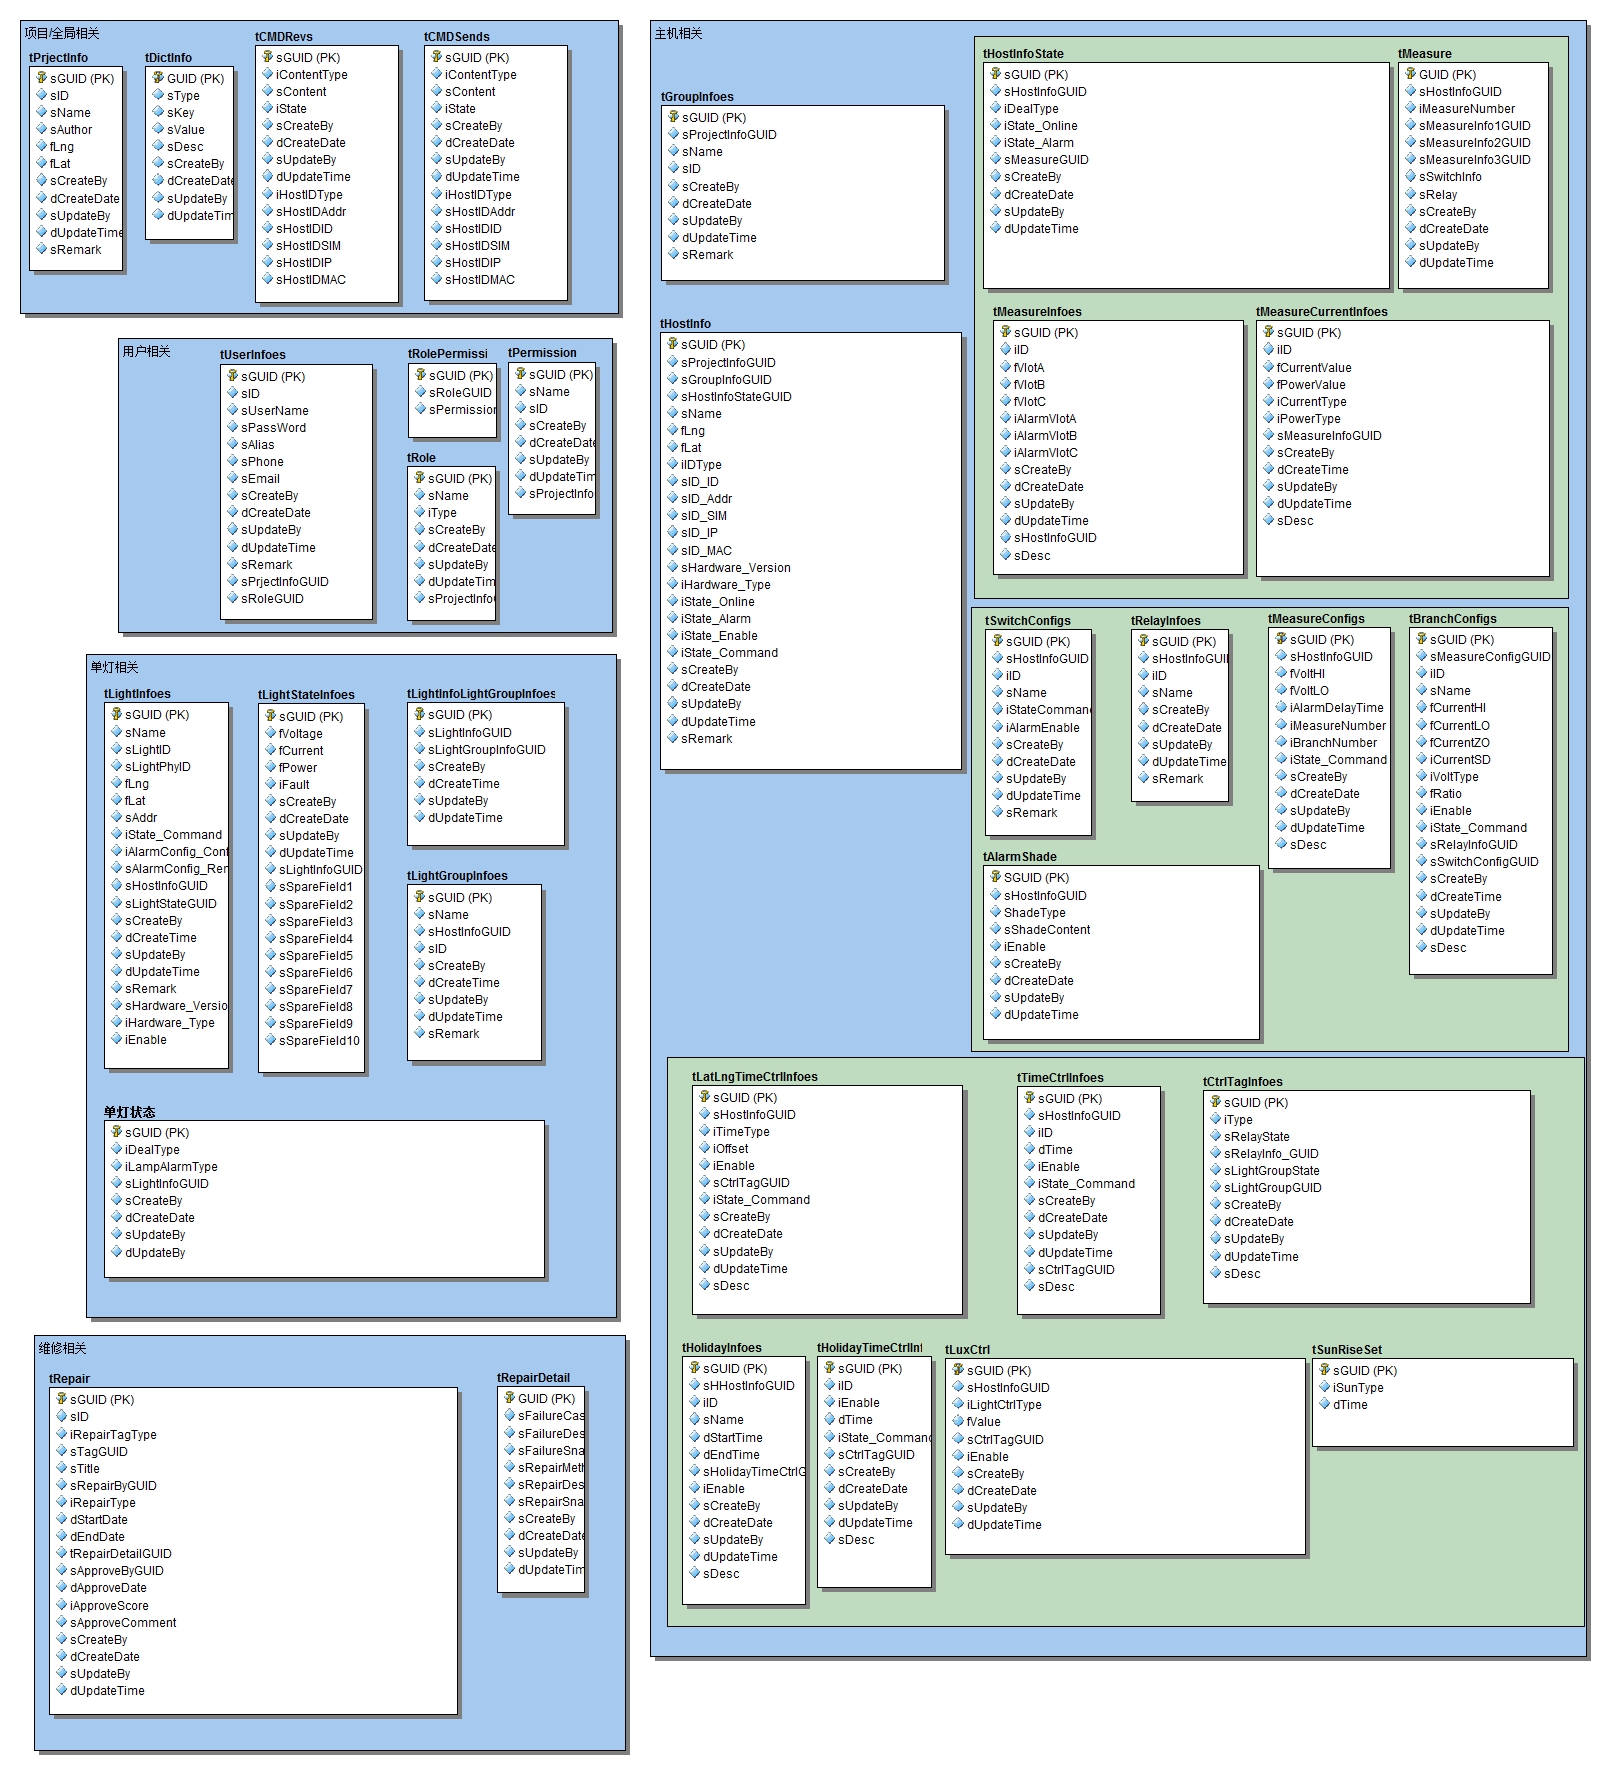 项目/全局相关
tPrjectInfo
sGUID (PK)
sID
sName
sAuthor
fLng
fLat
sCreateBy
dCreateDate
sUpdateBy
dUpdateTime
sRemark
tDictInfo
GUID (PK)
sType
sKey
sValue
sDesc
sCreateBy
dCreateDate
sUpdateBy
dUpdateTim
tCMDRevs
sGUID (PK)
iContentType
sContent
iState
sCreateBy
dCreateDate
sUpdateBy
dUpdateTime
iHostIDType
sHostIDAddr
sHostIDID
sHostIDSIM
sHostIDIP
sHostIDMAC
tCMDSends
sGUID (PK)
iContentType
sContent
iState
sCreateBy
dCreateDate
sUpdateBy
dUpdateTime
iHostIDType
sHostIDAddr
sHostIDID
sHostIDSIM
sHostIDIP
sHostIDMAC
用户相关
tUserInfoes
sGUID (PK)
sID
sUserName
sPassWord
sAlias
sPhone
sEmail
sCreateBy
dCreateDate
sUpdateBy
dUpdateTime
sRemark
sPrjectInfoGUID
sRoleGUID
tRolePermissi
sGUID (PK)
sRoleGUID
sPermission
tRole
sGUID (PK)
sName
iType
sCreateBy
dCreateDate
sUpdateBy
dUpdateTim
sProjectInfo
tPermission
sGUID (PK)
sName
sID
sCreateBy
dCreateDate
sUpdateBy
dUpdateTim
sProjectInfo
单灯相关
tLightInfoes
sGUID (PK)
sName
sLightID
sLightPhyID
fLng
fLat
sAddr
iState_Command
iAlarmConfig_Cont
sAlarmConfig_Rer
sHostInfoGUID
sLightStateGUID
sCreateBy
dCreateTime
sUpdateBy
dUpdateTime
sRemark
sHardware_Versio
iHardware_Type
iEnable
tLightStateInfoes
sGUID (PK)
fVoltage
fCurrent
fPower
iFault
sCreateBy
dCreateDate
sUpdateBy
dUpdateTime
sLightInfoGUID
sSpareField1
sSpareField2
sSpareField3
sSpareField4
sSpareField5
sSpareField6
sSpareField7
sSpareField8
sSpareField9
sSpareField10
tLightInfoLightGroupInfoes
sGUID (PK)
sLightInfoGUID
sLightGroupInfoGUID
sCreateBy
dCreateTime
sUpdateBy
dUpdateTime
tLightGroupInfoes
sGUID (PK)
sName
sHostInfoGUID
sID
sCreateBy
dCreateTime
sUpdateBy
dUpdateTime
sRemark
单灯状态
sGUID (PK)
iDealType
iLampAlarmType
sLightInfoGUID
sCreateBy
dCreateDate
sUpdateBy
dUpdateBy
维修相关
tRepair
sGUID (PK)
sID
iRepairTagType
sTagGUID
sTitle
sRepairByGUID
iRepairType
dStartDate
dEndDate
tRepairDetailGUID
sApproveByGUID
dApproveDate
iApproveScore
sApproveComment
sCreateBy
dCreateDate
sUpdateBy
dUpdateTime
tRepairDetail
GUID (PK)
sFailureCas
sFailureDes
sFailureSna
sRepairMeth
sRepairDes
sRepairSna
sCreateBy
dCreateDate
sUpdateBy
dUpdateTim
主机相关
tGroupInfoes
sGUID (PK)
sProjectInfoGUID
sName
sID
sCreateBy
dCreateDate
sUpdateBy
dUpdateTime
sRemark
tHostInfo
sGUID (PK)
sProjectInfoGUID
sGroupInfoGUID
sHostInfoStateGUID
sName
fLng
fLat
iIDType
sID_ID
sID_Addr
sID_SIM
sID_IP
sID_MAC
sHardware_Version
iHardware_Type
iState_Online
iState_Alarm
iState_Enable
iState_Command
sCreateBy
dCreateDate
sUpdateBy
dUpdateTime
sRemark
tHostInfoState
sGUID (PK)
sHostInfoGUID
iDealType
iState_Online
iState_Alarm
sMeasureGUID
sCreateBy
dCreateDate
sUpdateBy
dUpdateTime
tMeasure
GUID (PK)
sHostInfoGUID
iMeasureNumber
sMeasureInfo1GUID
sMeasureInfo2GUID
sMeasureInfo3GUID
sSwitchInfo
sRelay
sCreateBy
dCreateDate
sUpdateBy
dUpdateTime
tMeasureInfoes
sGUID (PK)
iID
fVlotA
fVlotB
fVlotC
iAlarmVlotA
iAlarmVlotB
iAlarmVlotC
sCreateBy
dCreateDate
sUpdateBy
dUpdateTime
sHostInfoGUID
sDesc
tMeasureCurrentInfoes
sGUID (PK)
iID
fCurrentValue
fPowerValue
iCurrentType
iPowerType
sMeasureInfoGUID
sCreateBy
dCreateTime
sUpdateBy
dUpdateTime
sDesc
tSwitchConfigs
sGUID (PK)
sHostInfoGUID
iID
sName
iStateComman
iAlarmEnable
sCreateBy
dCreateDate
sUpdateBy
dUpdateTime
sRemark
tRelayInfoes
sGUID (PK)
sHostInfoGUI
iID
sName
sCreateBy
dCreateDate
sUpdateBy
dUpdateTime
sRemark
tMeasureConfigs
sGUID (PK)
sHostInfoGUID
fVoltHI
fVoltLO
iAlarmDelayTime
iMeasureNumber
iBranchNumber
iState_Command
sCreateBy
dCreateDate
sUpdateBy
dUpdateTime
sDesc
tBranchConfigs
sGUID (PK)
sMeasureConfigGUID
iID
sName
fCurrentHI
fCurrentLO
fCurrentZO
iCurrentSD
iVoltType
fRatio
iEnable
iState_Command
sRelayInfoGUID
sSwitchConfigGUID
sCreateBy
dCreateTime
sUpdateBy
dUpdateTime
sDesc
tAlarmShade
SGUID (PK)
sHostInfoGUID
ShadeType
sShadeContent
iEnable
sCreateBy
dCreateDate
sUpdateBy
dUpdateTime
tLatLngTimeCtrlInfoes
sGUID (PK)
sHostInfoGUID
iTimeType
iOffset
iEnable
sCtrlTagGUID
iState_Command
sCreateBy
dCreateDate
sUpdateBy
dUpdateTime
sDesc
tTimeCtrlInfoes
sGUID (PK)
sHostInfoGUID
iID
dTime
iEnable
iState_Command
sCreateBy
dCreateDate
sUpdateBy
dUpdateTime
sCtrlTagGUID
sDesc
tCtrlTagInfoes
sGUID (PK)
iType
sRelayState
sRelayInfo_GUID
sLightGroupState
sLightGroupGUID
sCreateBy
dCreateDate
sUpdateBy
dUpdateTime
sDesc
tHolidayInfoes
sGUID (PK)
sHHostInfoGUID
iID
sName
dStartTime
dEndTime
sHolidayTimeCtrlG
iEnable
sCreateBy
dCreateDate
sUpdateBy
dUpdateTime
sDesc
tHolidayTimeCtrlInf
sGUID (PK)
iID
iEnable
dTime
iState_Command
sCtrlTagGUID
sCreateBy
dCreateDate
sUpdateBy
dUpdateTime
sDesc
tLuxCtrl
sGUID (PK)
sHostInfoGUID
iLightCtrlType
fValue
sCtrlTagGUID
iEnable
sCreateBy
dCreateDate
sUpdateBy
dUpdateTime
tSunRiseSet
sGUID (PK)
iSunType
dTime